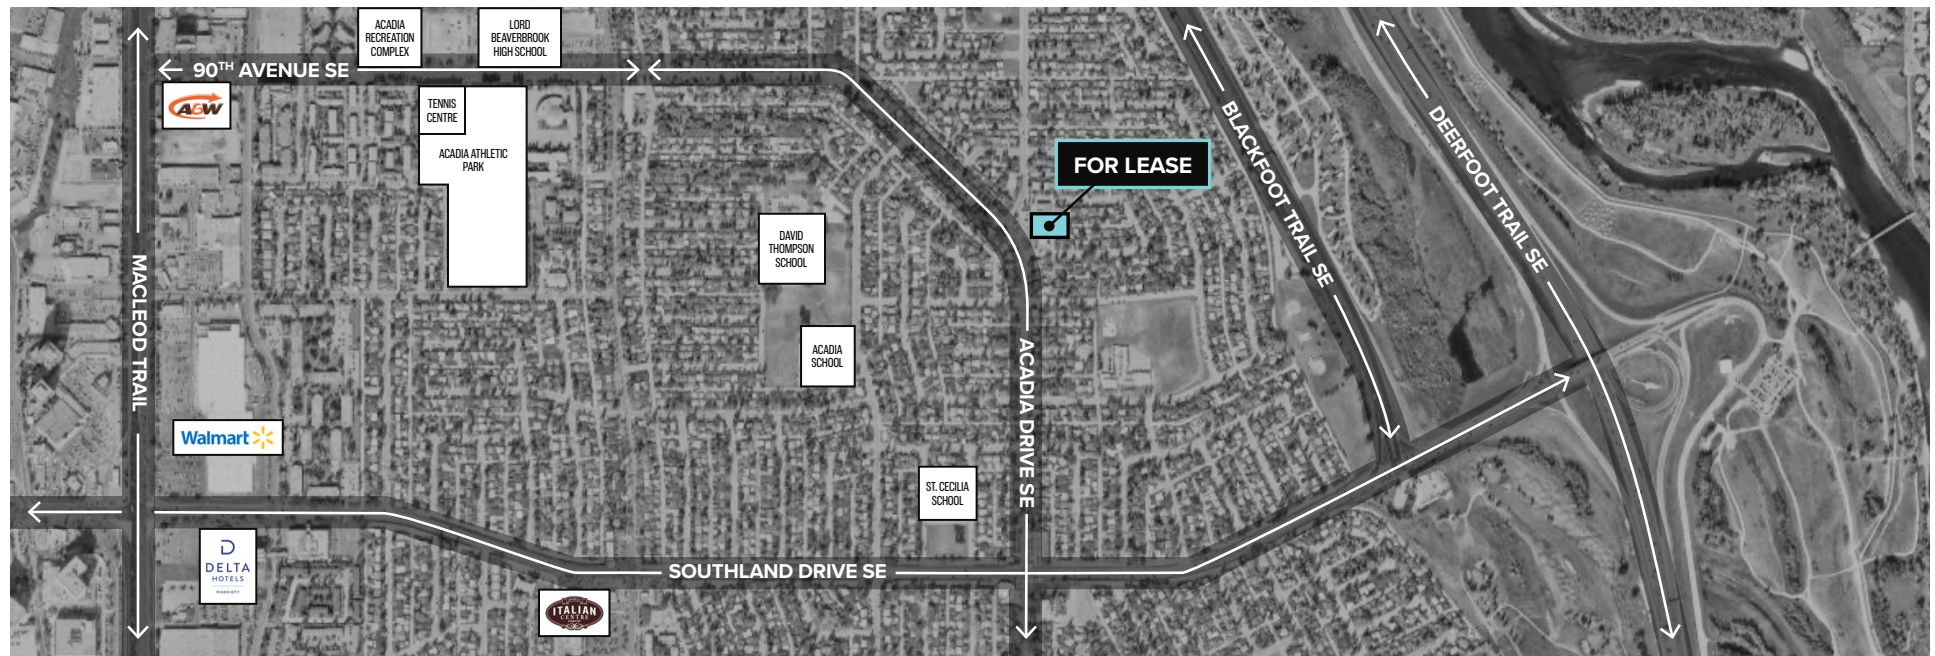 ACADIA
RECREATION
COMPLEX
LORD
BEAVERBROOK
HIGH SCHOOL
90TH AVENUE SE
A&W
TENNIS
CENTRE
ACADIA ATHLETIC
PARK
FOR LEASE
BLACKFOOT TRAIL SE
DEERFOOT TRAIL SE
DAVID
THOMPSON
SCHOOL
MACLEOD TRAIL
ACADIA
SCHOOL
ACADIA DRIVE SE
Walmart
ST. CECILIA
SCHOOL
D
DELTA
HOTELS
MARRIOTT
SOUTHLAND DRIVE SE
ITALIAN
CENTRE